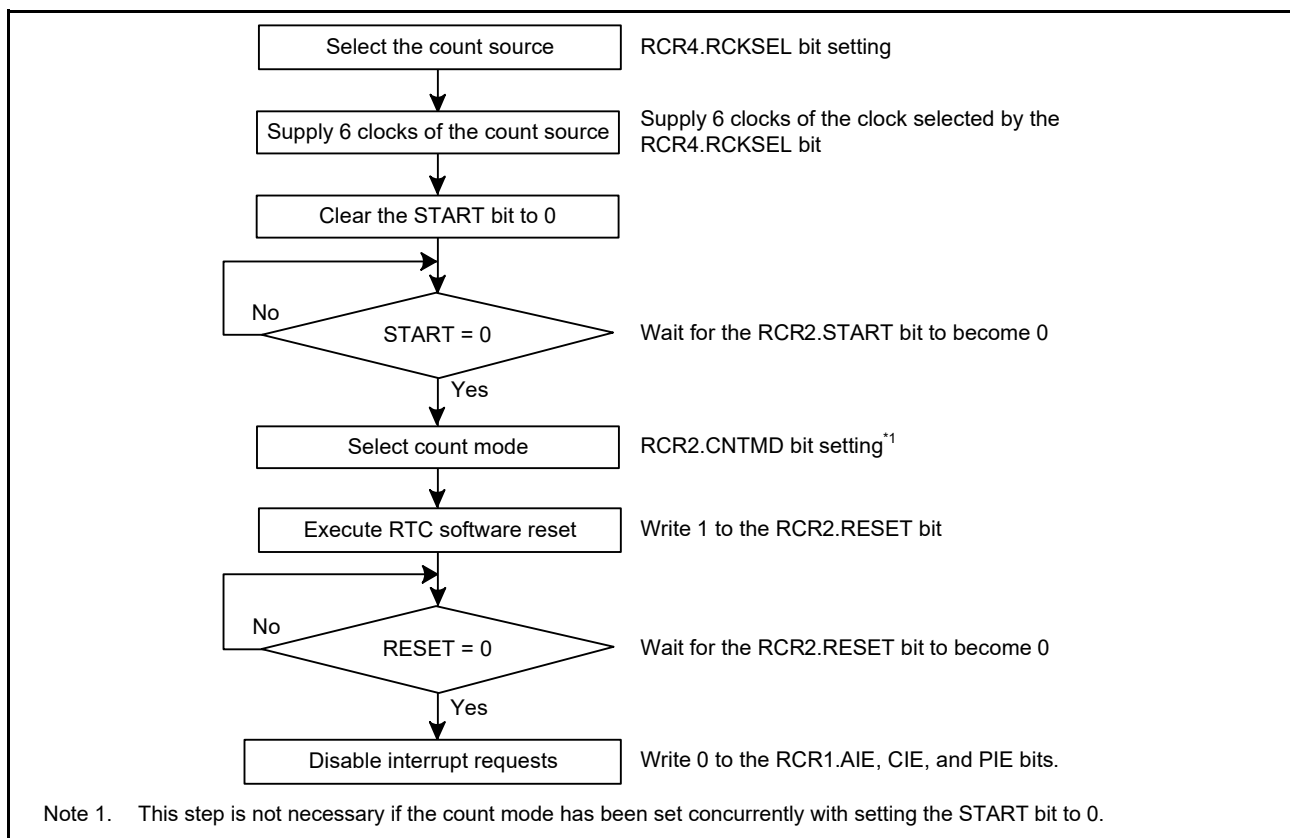 Select the count source
RCR4.RCKSEL bit setting
Supply 6 clocks of the count source
Supply 6 clocks of the clock selected by the
RCR4.RCKSEL bit
Clear the START bit to 0
No
START = 0
Wait for the RCR2.START bit to become 0
Yes
Select count mode
RCR2.CNTMD bit setting*1
Execute RTC software reset
Write 1 to the RCR2.RESET bit
No
RESET = 0
Wait for the RCR2.RESET bit to become 0
Yes
Disable interrupt requests
Write 0 to the RCR1.AIE, CIE, and PIE bits.
Note 1. This step is not necessary if the count mode has been set concurrently with setting the START bit to 0.